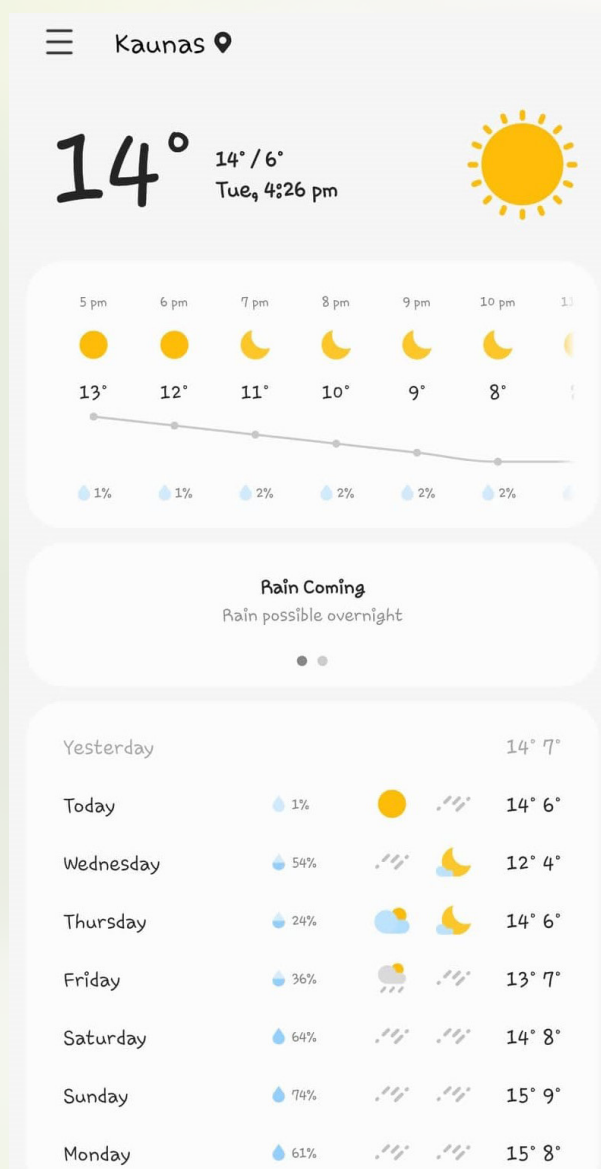 Kaunas
14°
14° / 6°
Tue, 4:26 pm
5 pm 6 pm 7 pm 8 pm 9 pm 10 pm
13° 12° 11° 10° 9° 8°
1% 1% 2% 2% 2% 2%
Rain Coming
Rain possible overnight
Yesterday 14° 7°
Today 1% 14° 6°
Wednesday 54% 12° 4°
Thursday 24% 14° 6°
Friday 36% 13° 7°
Saturday 64% 14° 8°
Sunday 74% 15° 9°
Monday 61% 15° 8°